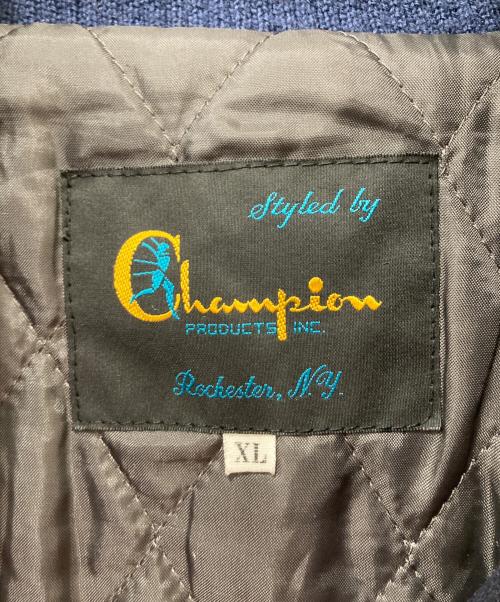 Styled by
Champion
PRODUCTS INC.
Rochester, N.Y.
XL